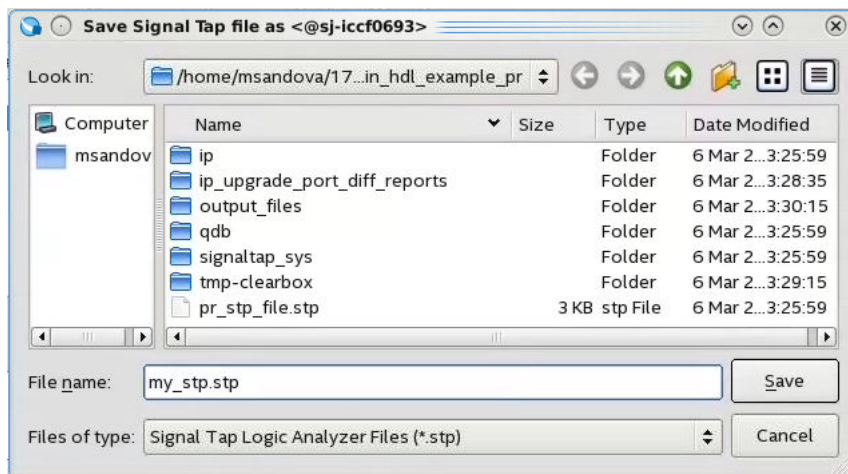 Save Signal Tap file as <@sj-iccf0693>
Look in: /home/msandova/17...in_hdl_example_pr
Computer
msandov
Name Size Type Date Modified
ip Folder 6 Mar 2...3:25:59
ip_upgrade_port_diff_reports Folder 6 Mar 2...3:28:35
output_files Folder 6 Mar 2...3:30:15
qdb Folder 6 Mar 2...3:25:59
signaltap_sys Folder 6 Mar 2...3:25:59
tmp-clearbox Folder 6 Mar 2...3:29:15
pr_stp_file.stp 3 KB stp File 6 Mar 2...3:25:59
File name: my_stp.stp Save
Files of type: Signal Tap Logic Analyzer Files (*.stp) Cancel